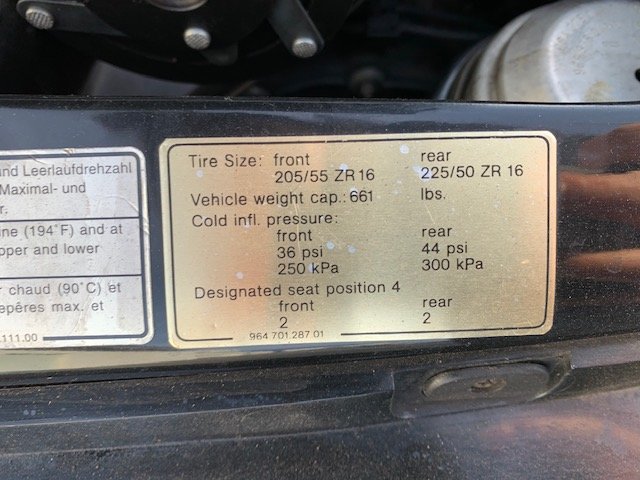 und Leerlaufdrehzahl
Maximal- und
r.
ine (194°F) and at
pper and lower
r chaud (90°C) et
epêres max. et
.111.00
Tire Size: front rear
205/55 ZR 16 225/50 ZR 16
Vehicle weight cap.: 661 lbs.
Cold infl. pressure:
front rear
36 psi 44 psi
250 kPa 300 kPa
Designated seat position 4
front rear
2 2
964 701.287 01